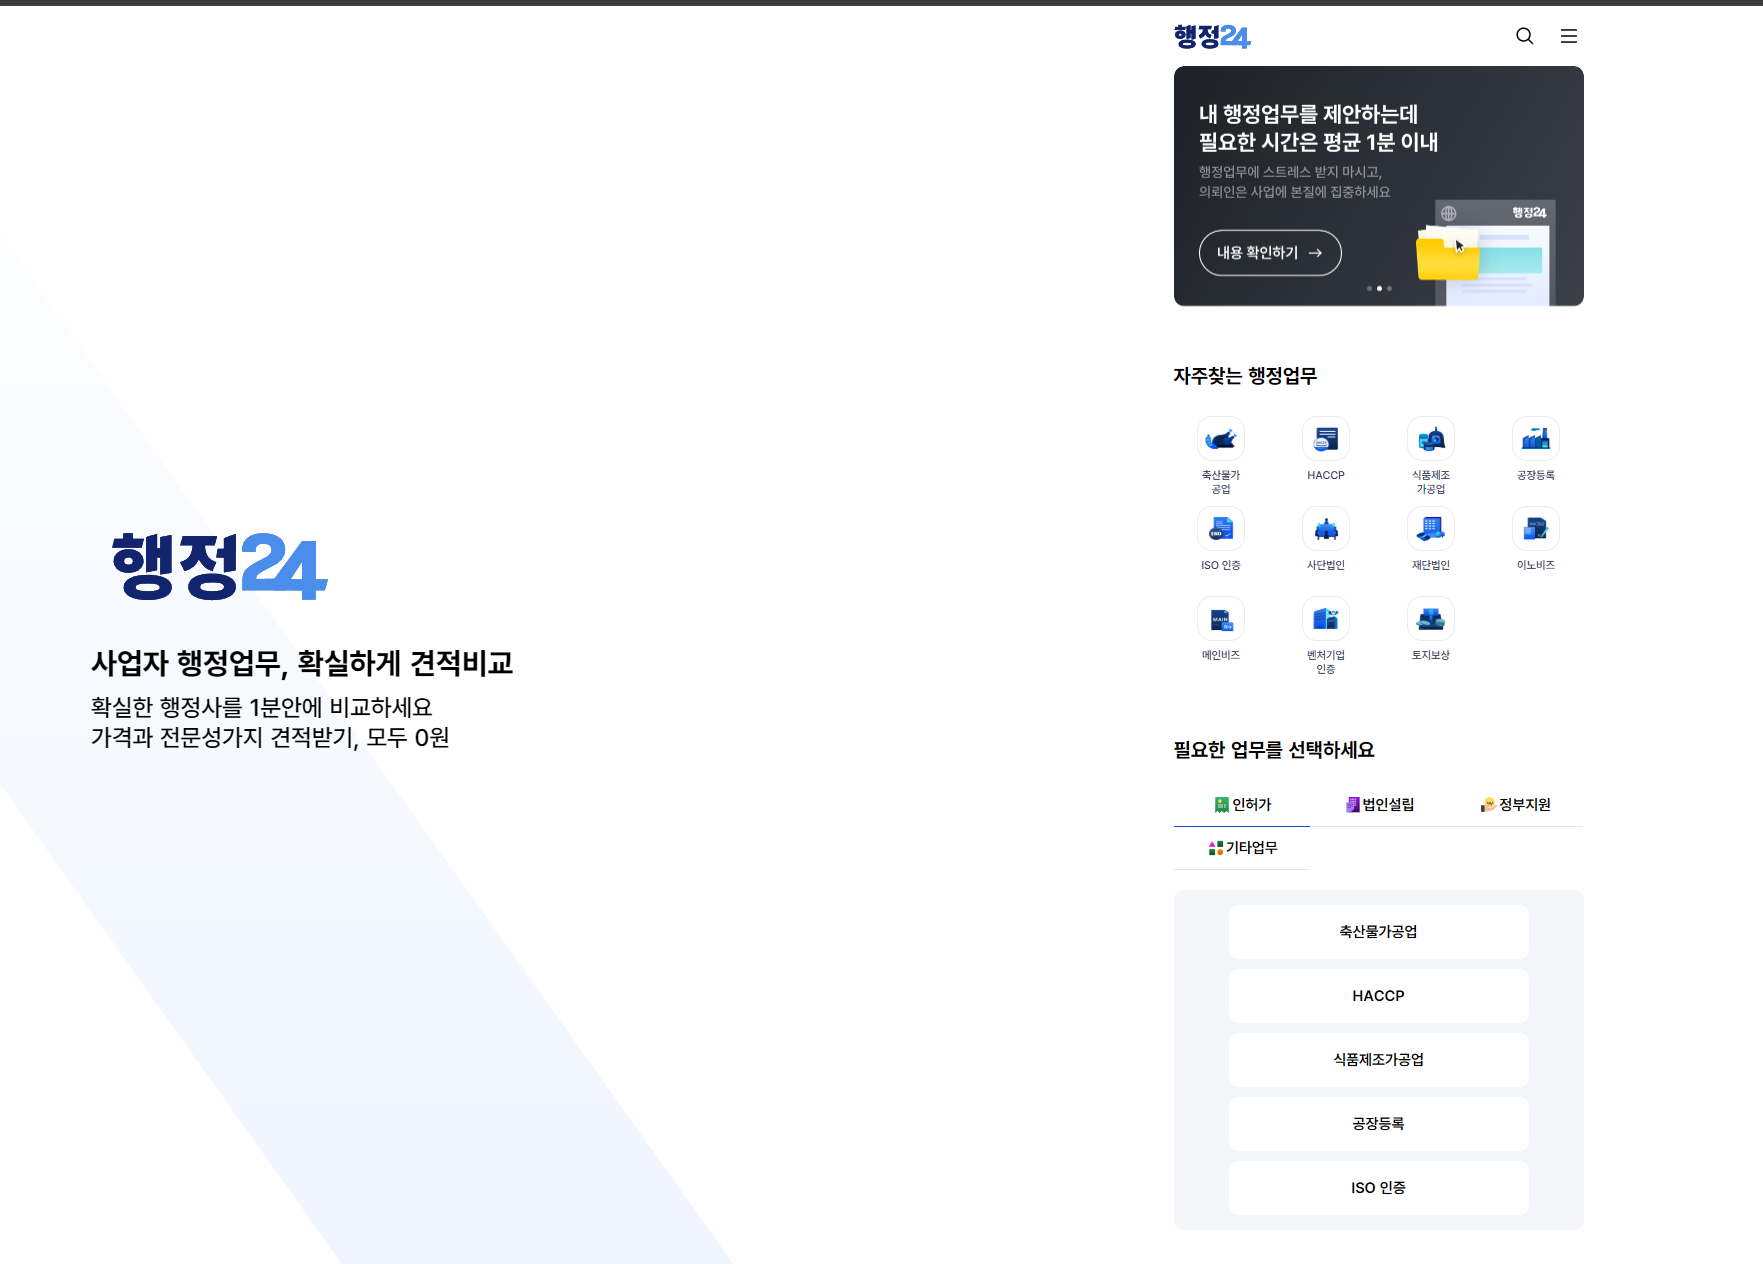 행정24
사업자 행정업무, 확실하게 견적비교
확실한 행정사를 1분안에 비교하세요
가격과 전문성가지 견적받기, 모두 0원
행정24
내 행정업무를 제안하는데
필요한 시간은 평균 1분 이내
행정업무에 스트레스 받지 마시고,
의뢰인은 사업에 본질에 집중하세요
행정24
내용 확인하기 →
자주찾는 행정업무
축산물가
공업
HACCP
식품제조
가공업
공장등록
ISO 인증
사단법인
재단법인
이노비즈
메인비즈
벤처기업
인증
토지보상
필요한 업무를 선택하세요
인허가
법인설립
정부지원
기타업무
축산물가공업
HACCP
식품제조가공업
공장등록
ISO 인증